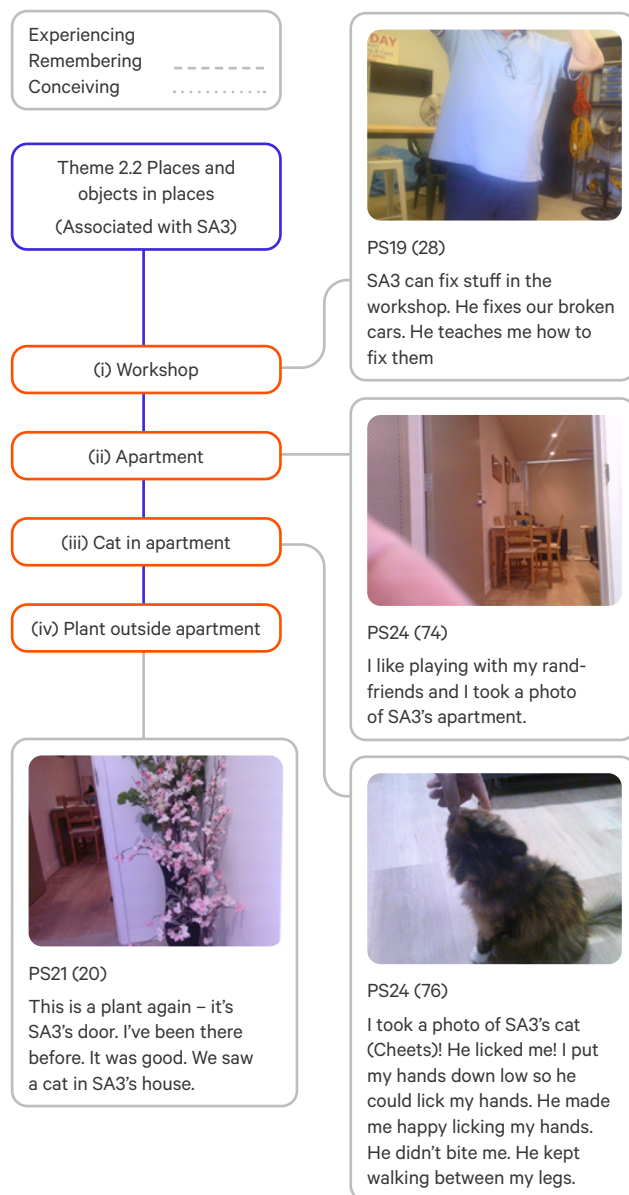 Experiencing
Remembering
Conceiving
Theme 2.2 Places and
objects in places
(Associated with SA3)
(i) Workshop
(ii) Apartment
(iii) Cat in apartment
(iv) Plant outside apartment
DAY
PS19 (28)
SA3 can fix stuff in the
workshop. He fixes our broken
cars. He teaches me how to
fix them
PS24 (74)
I like playing with my rand-
friends and I took a photo
of SA3’s apartment.
PS21 (20)
This is a plant again – it’s
SA3’s door. I’ve been there
before. It was good. We saw
a cat in SA3’s house.
PS24 (76)
I took a photo of SA3’s cat
(Cheets)! He licked me! I put
my hands down low so he
could lick my hands. He made
me happy licking my hands.
He didn’t bite me. He kept
walking between my legs.